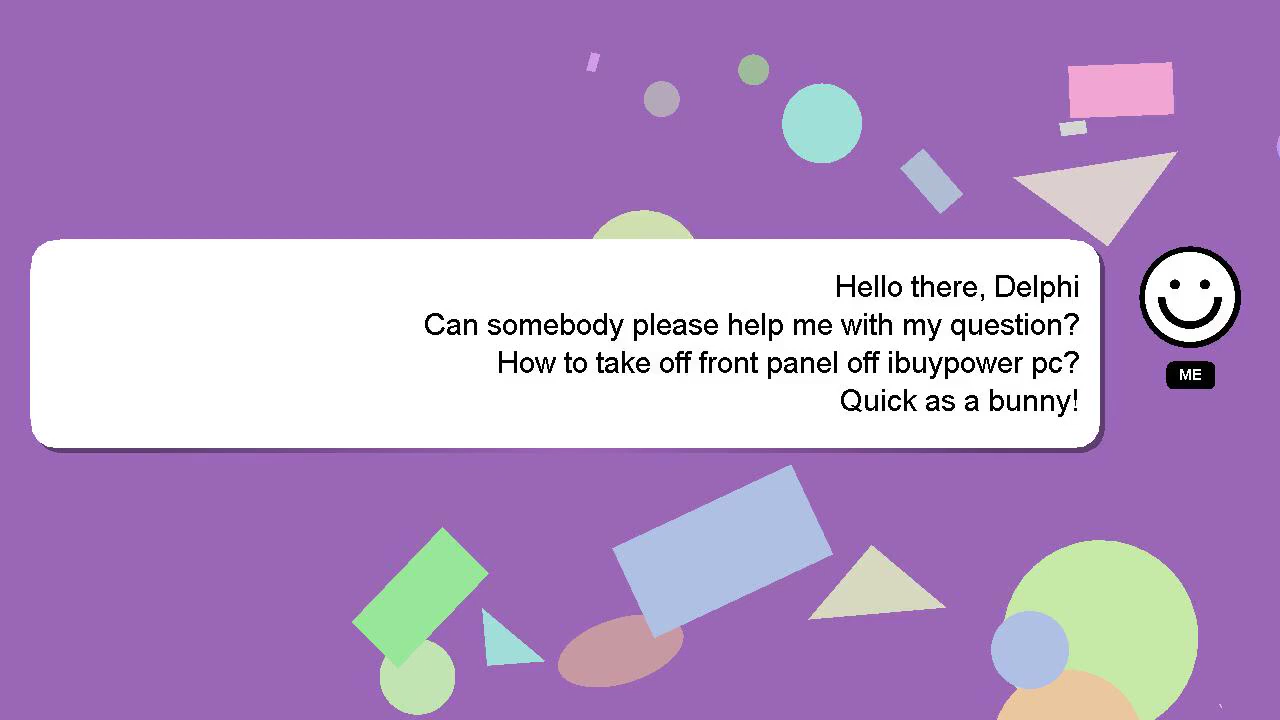 Hello there, Delphi
Can somebody please help me with my question?
How to take off front panel off ibuypower pc?
Quick as a bunny!
ME